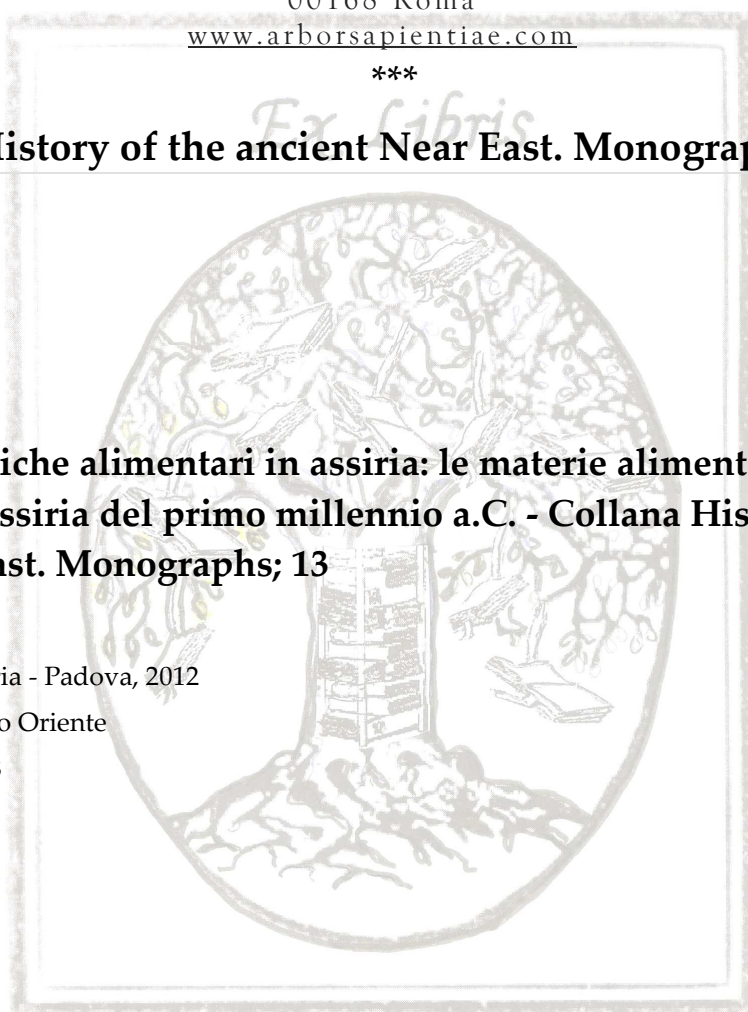 00168 Roma
www.arborsapientiae.com
***
Ex Libris
History of the ancient Near East. Monograp
iche alimentari in assiria: le materie aliment
ssiria del primo millennio a.C. - Collana His
ast. Monographs; 13
ria - Padova, 2012
o Oriente